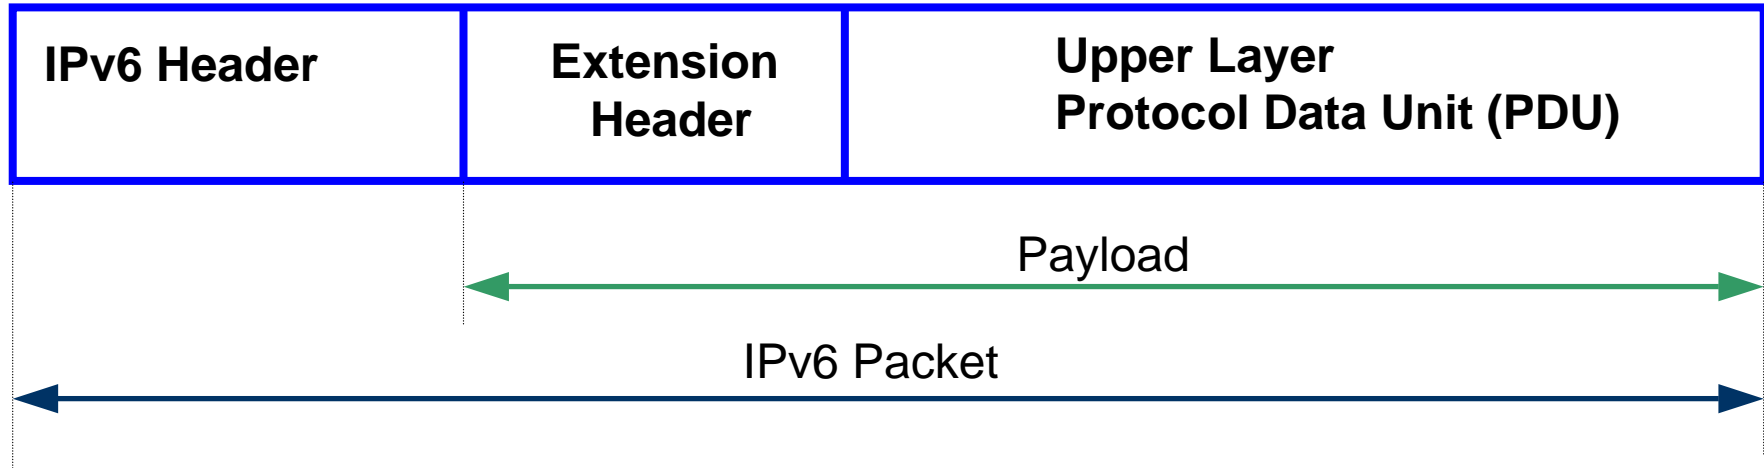 IPv6 Header
Extension
Header
Upper Layer
Protocol Data Unit (PDU)
Payload
IPv6 Packet